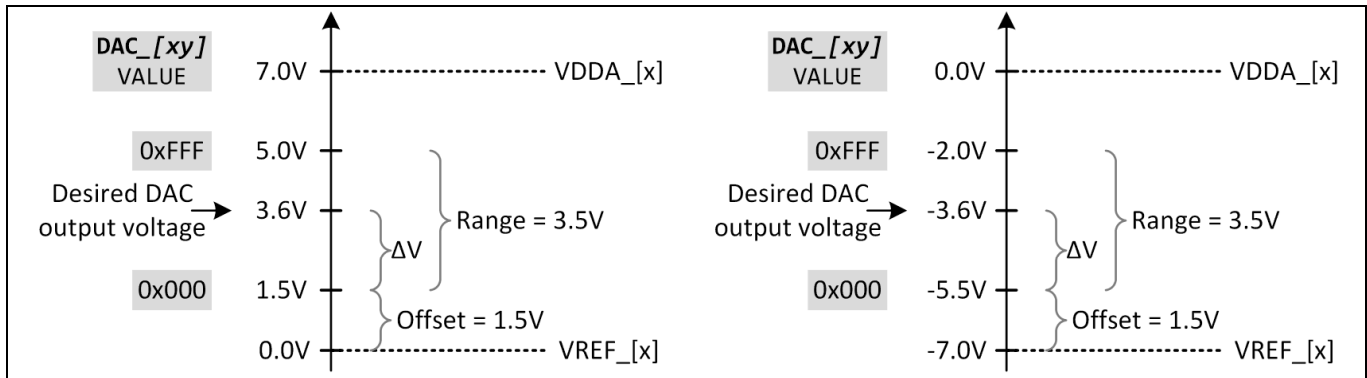 DAC_[xy]
VALUE
7.0V
VDDA_[x]
0xFFF
5.0V
Desired DAC
output voltage
3.6V
Range = 3.5V
ΔV
0x000
1.5V
Offset = 1.5V
0.0V
VREF_[x]
DAC_[xy]
VALUE
0.0V
VDDA_[x]
0xFFF
-2.0V
Desired DAC
output voltage
-3.6V
Range = 3.5V
ΔV
0x000
-5.5V
Offset = 1.5V
-7.0V
VREF_[x]